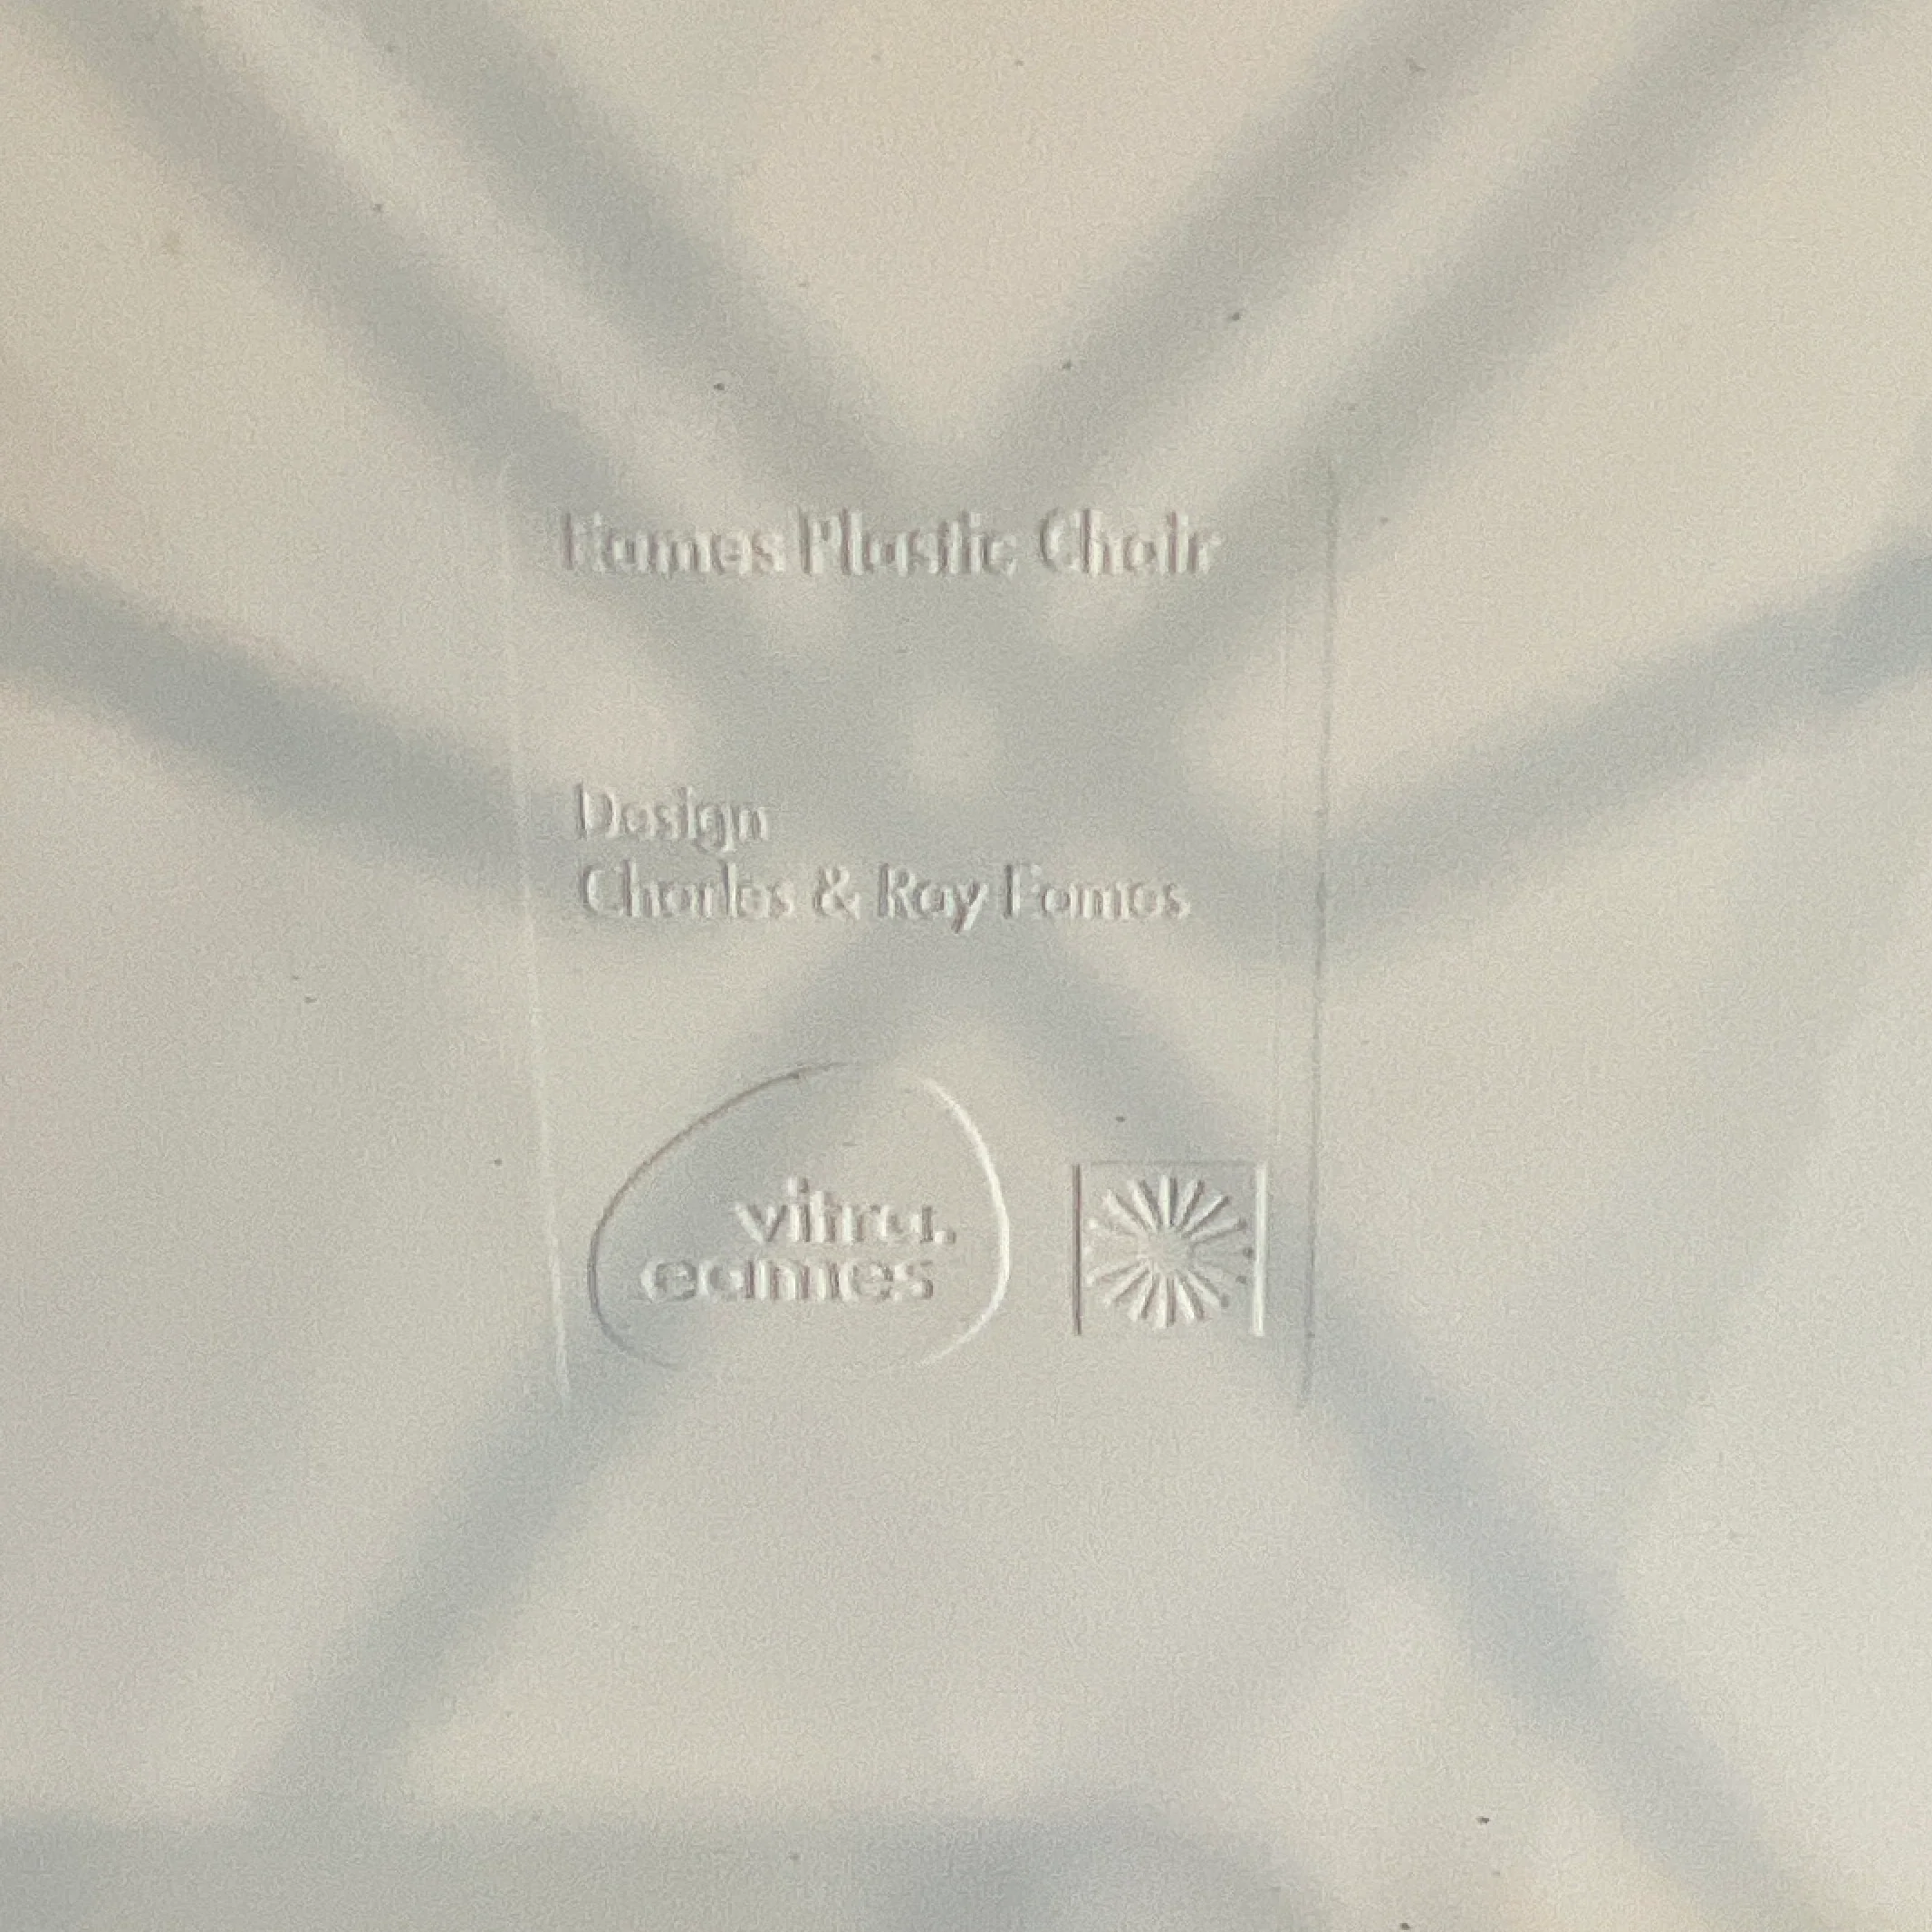 Eames Plastic Chair
Design
Charles & Ray Eames
vitra.
eames